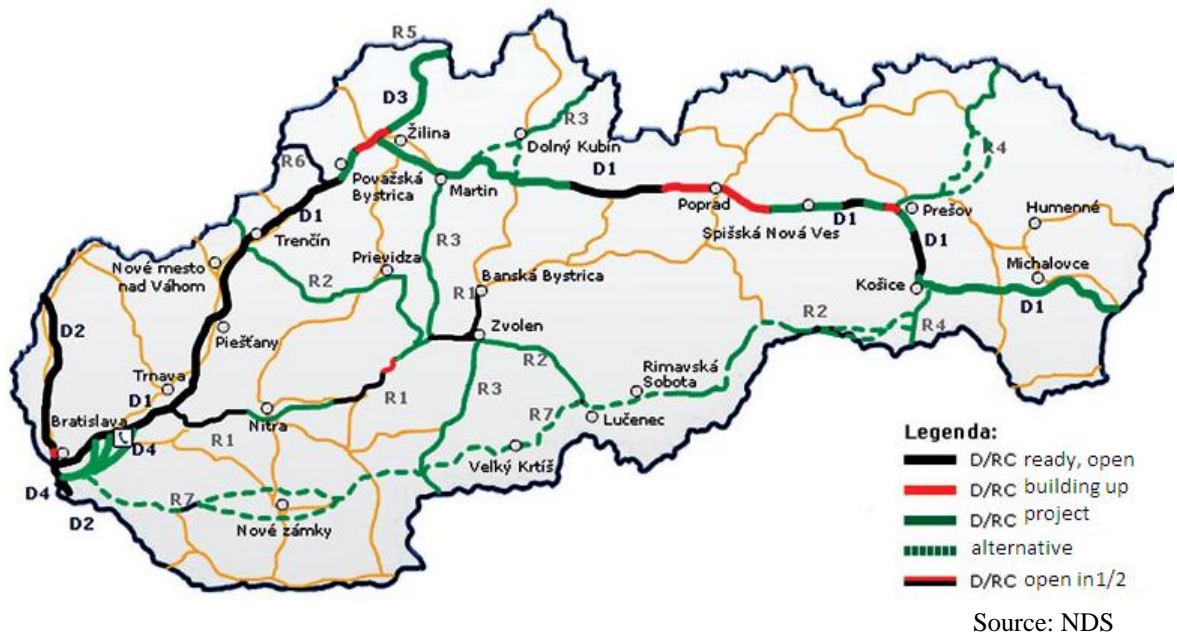 R5
D3
Žilina
R3
Dolný Kubín
R6
Považská
Bystrica
Martin
D1
R4
D1
Trenčín
Poprad
Spišská Nová Ves
D1
Prešov
Humenné
D1
R3
Prievidza
Nové mesto
nad Váhom
R2
Banská Bystrica
R1
Michalovce
Košice
D1
D2
Piešťany
Zvolen
R2
R4
R2
Trnava
D1
Rimavská
Sobota
R3
R1
Bratislava
Nitra
D4
R1
R7
Lučenec
Veľký Krtíš
D4
D2
R7
Nové zámky
Legenda:
D/RC ready, open
D/RC building up
D/RC project
alternative
D/RC open in1/2
Source: NDS